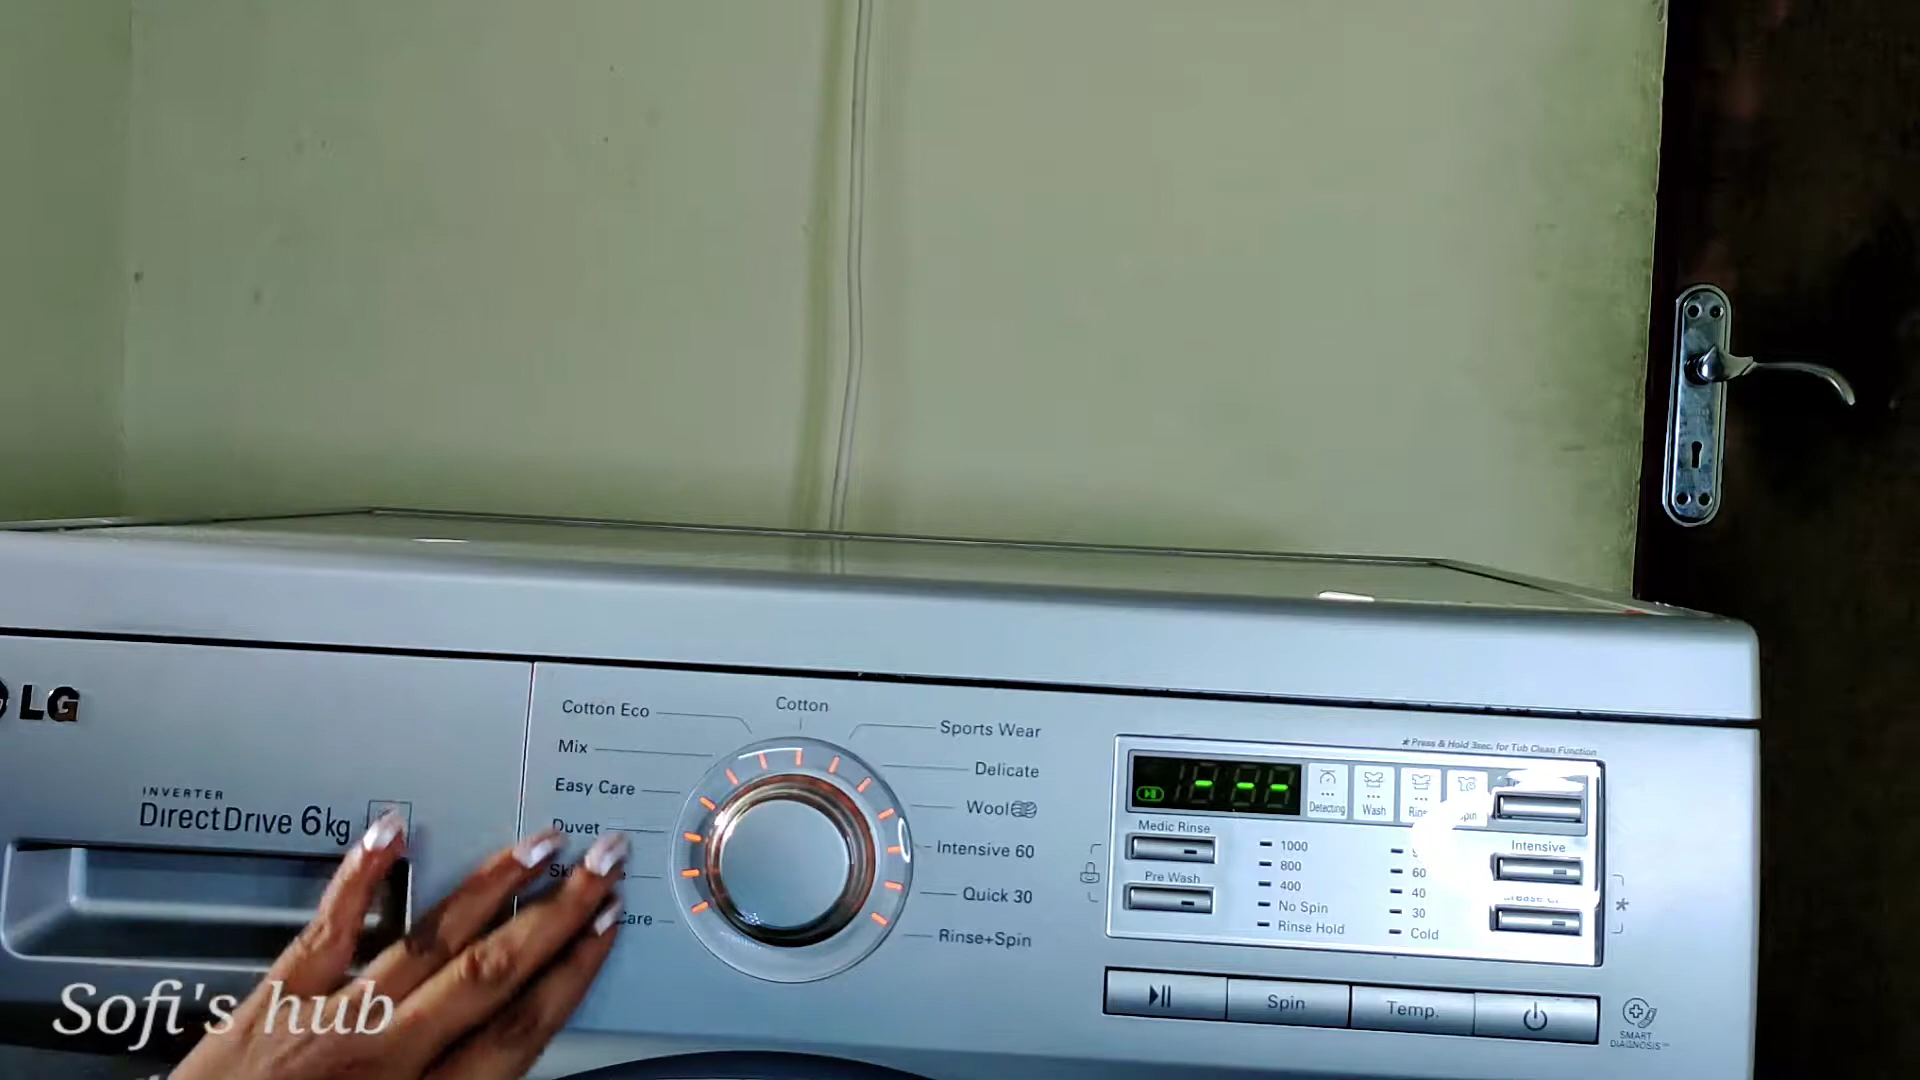 LG
INVERTER
DirectDrive 6kg
Cotton Eco
Mix
Easy Care
Duvet
Care
Cotton
Sports Wear
Delicate
Wool
Intensive 60
Quick 30
Rinse+Spin
* Press & Hold 3sec. for Tub Clean Function
Detecting
Wash
Medic Rinse
Pre Wash
1000
800
400
No Spin
Rinse Hold
60
40
30
Cold
Intensive
*
Spin
Temp.
SMART
DIAGNOSIS™
Sofi's hub